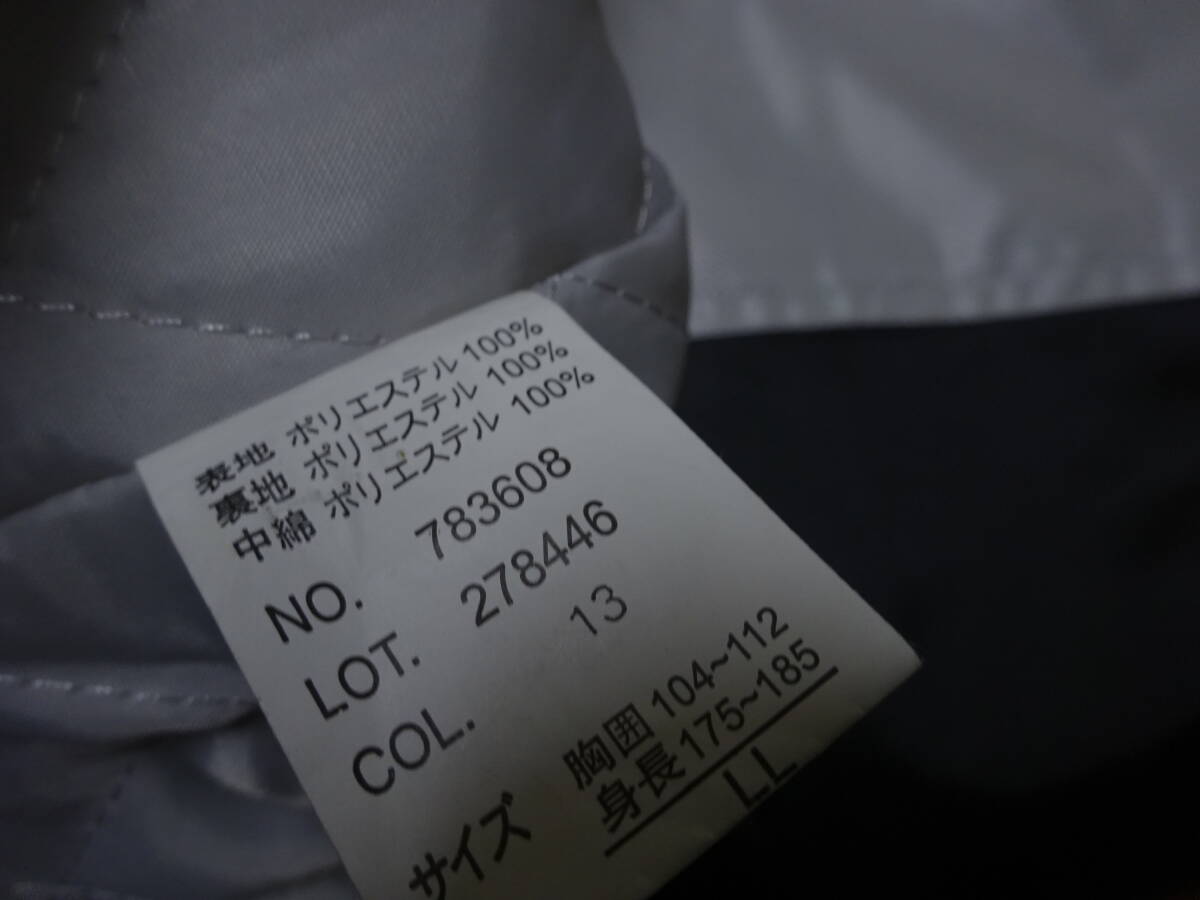 表地 ポリエステル 100%
裏地 ポリエステル 100%
中綿 ポリエステル 100%
NO. 783608
LOT. 278446
COL. 13
サイズ 胸囲 104~112
身長 175~185
LL